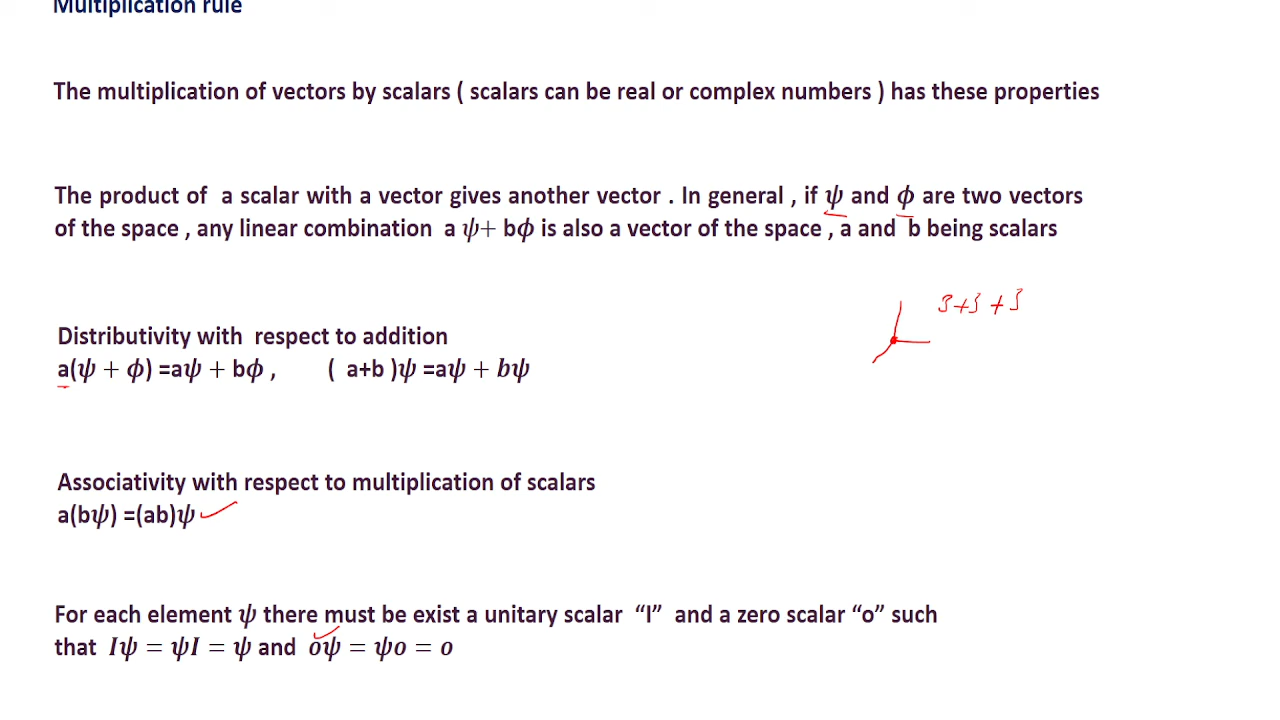 Multiplication rule
The multiplication of vectors by scalars ( scalars can be real or complex numbers ) has these properties
The product of a scalar with a vector gives another vector . In general , if ψ and ϕ are two vectors
of the space , any linear combination a ψ+ bϕ is also a vector of the space , a and b being scalars
3+3+3
Distributivity with respect to addition
a(ψ + ϕ) =aψ + bϕ , ( a+b )ψ =aψ + bψ
Associativity with respect to multiplication of scalars
a(bψ) =(ab)ψ
For each element ψ there must be exist a unitary scalar “I” and a zero scalar “o” such
that Iψ = ψI = ψ and oψ = ψo = o